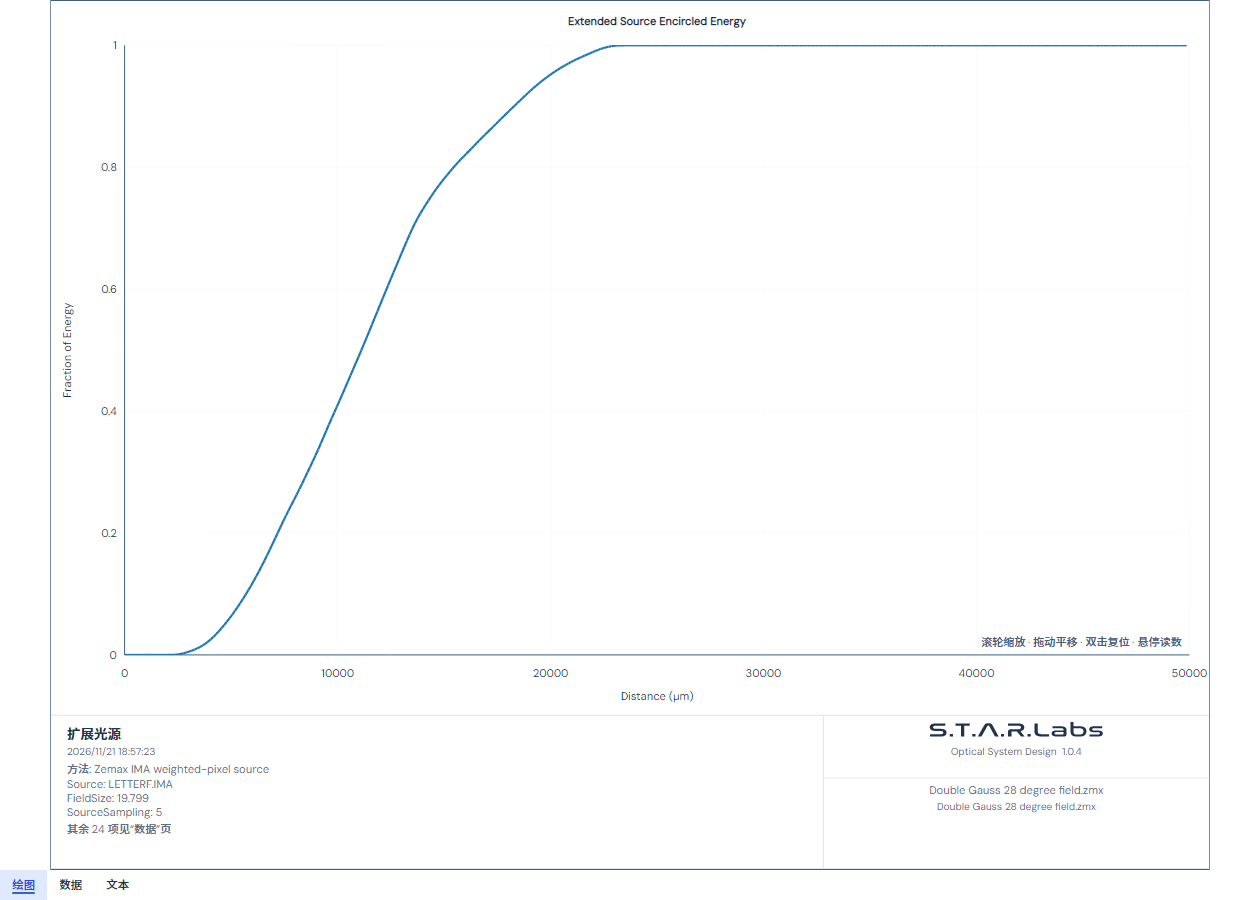 Extended Source Encircled Energy
1
0.8
0.6
0.4
0.2
0
Fraction of Energy
0 10000 20000 30000 40000 50000
Distance (µm)
滚轮缩放 · 拖动平移 · 双击复位 · 悬停读数
扩展光源
2026/11/21 18:57:23
方法: Zemax IMA weighted-pixel source
Source: LETTERF.IMA
FieldSize: 19.799
SourceSampling: 5
其余 24 项见“数据”页
S.T.A.R.Labs
Optical System Design 1.0.4
Double Gauss 28 degree field.zmx
Double Gauss 28 degree field.zmx
绘图 数据 文本